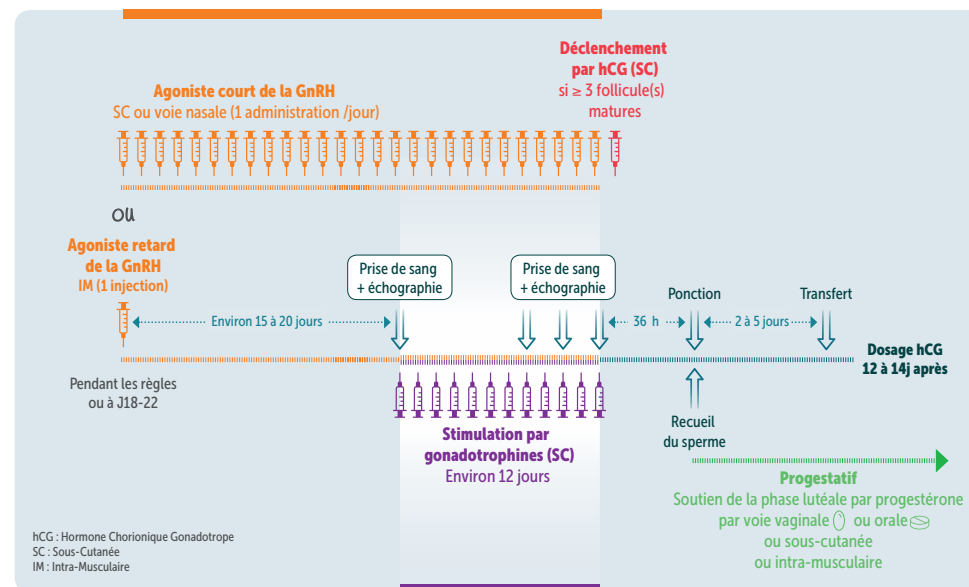 Déclenchement
par hCG (SC)
si ≥ 3 follicule(s)
matures
Agoniste court de la GnRH
SC ou voie nasale (1 administration /jour)
OU
Agoniste retard
de la GnRH
IM (1 injection)
Environ 15 à 20 jours
Prise de sang
+ échographie
Prise de sang
+ échographie
36 h
Ponction
2 à 5 jours
Transfert
Dosage hCG
12 à 14j après
Pendant les règles
ou à J18-22
Recueil
du sperme
Stimulation par
gonadotrophines (SC)
Environ 12 jours
Progestatif
Soutien de la phase lutéale par progestérone
par voie vaginale ou orale
ou sous-cutanée
ou intra-musculaire
hCG : Hormone Chorionique Gonadotrope
SC : Sous-Cutanée
IM : Intra-Musculaire